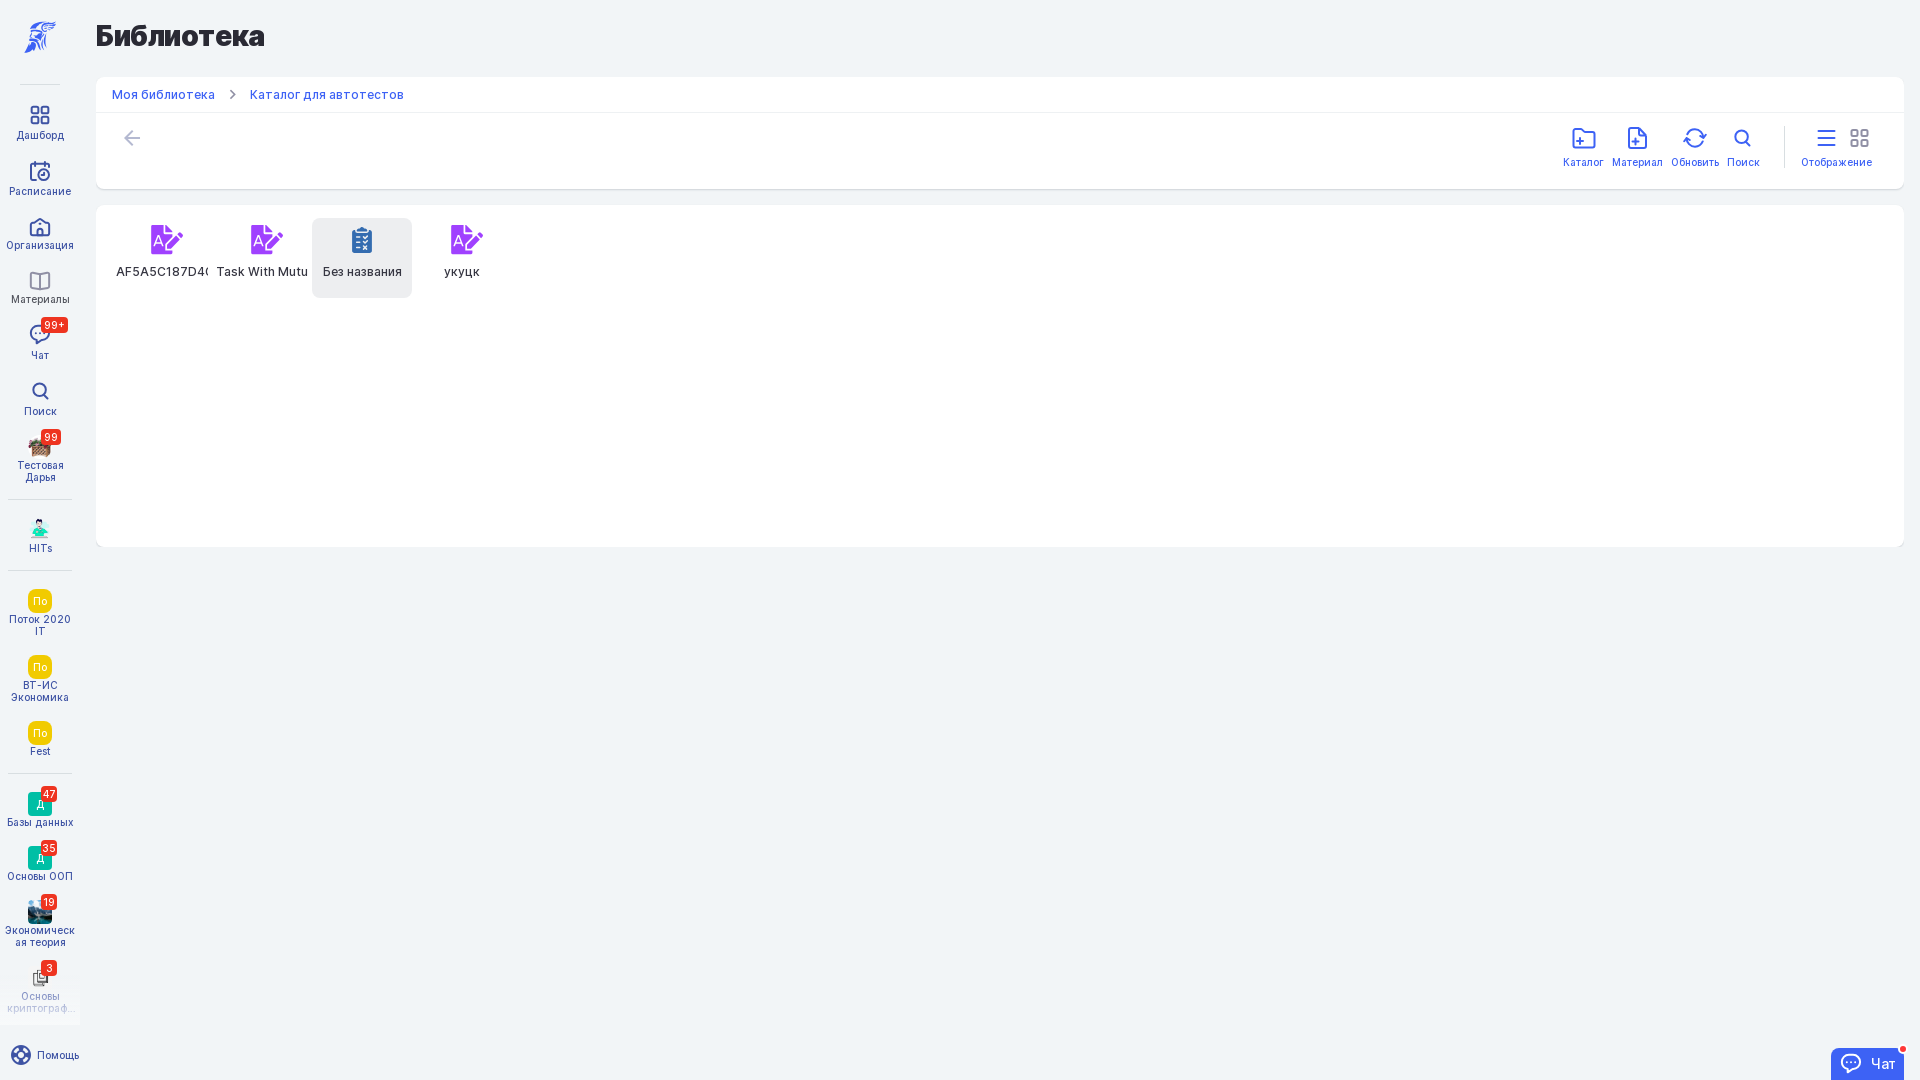 Библиотека
Моя библиотека
Каталог для автотестов
Каталог
Материал
Обновить
Поиск
Отображение
AF5A5C187D4
Task With Mutu
Без названия
укуцк
Дашборд
Расписание
Организация
Материалы
99+
Чат
Поиск
99
Тестовая
Дарья
HITs
По
Поток 2020
IT
По
ВТ-ИС
Экономика
По
Fest
47
Д
Базы данных
35
Д
Основы ООП
19
Экономическ
ая теория
3
Основы
криптограф...
Помощь
Чат